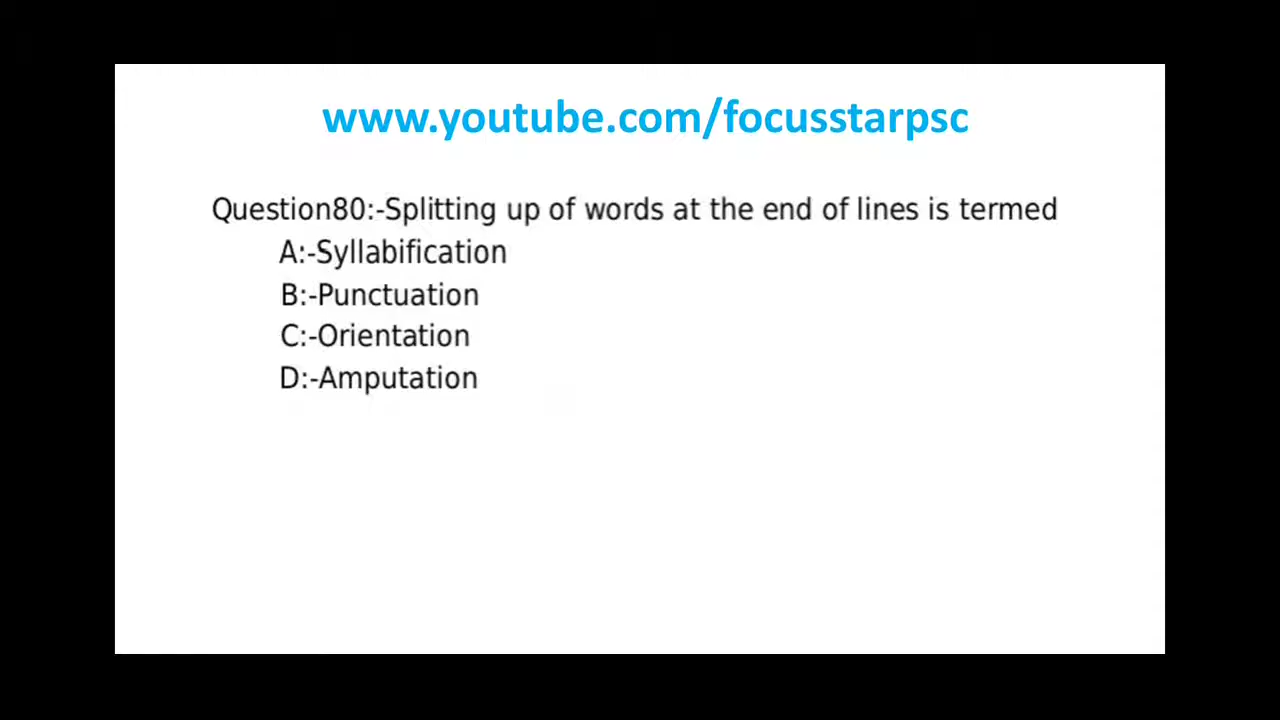 www.youtube.com/focusstarpsc
Question80:-Splitting up of words at the end of lines is termed
A:-Syllabification
B:-Punctuation
C:-Orientation
D:-Amputation